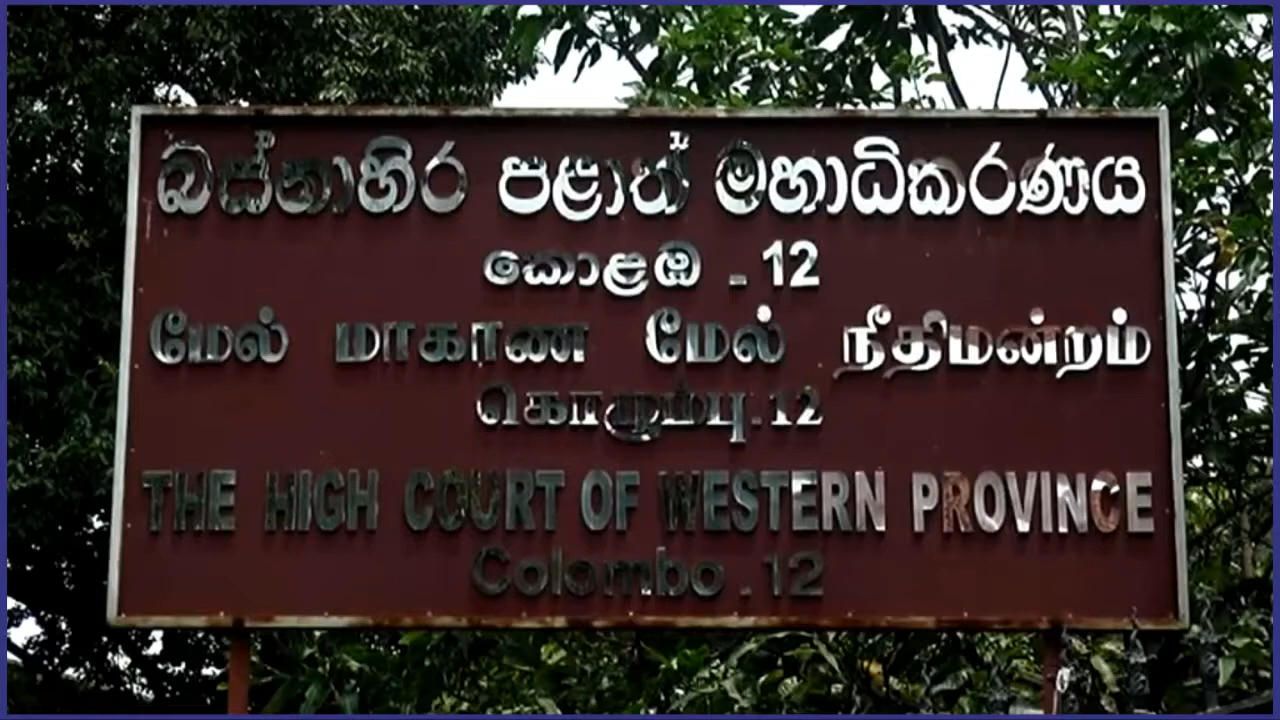 බස්නාහිර පළාත් මහාධිකරණය
කොළඹ - 12
மேல் மாகாண மேல் நீதிமன்றம்
கொழும்பு.12
THE HIGH COURT OF WESTERN PROVINCE
Colombo . 12